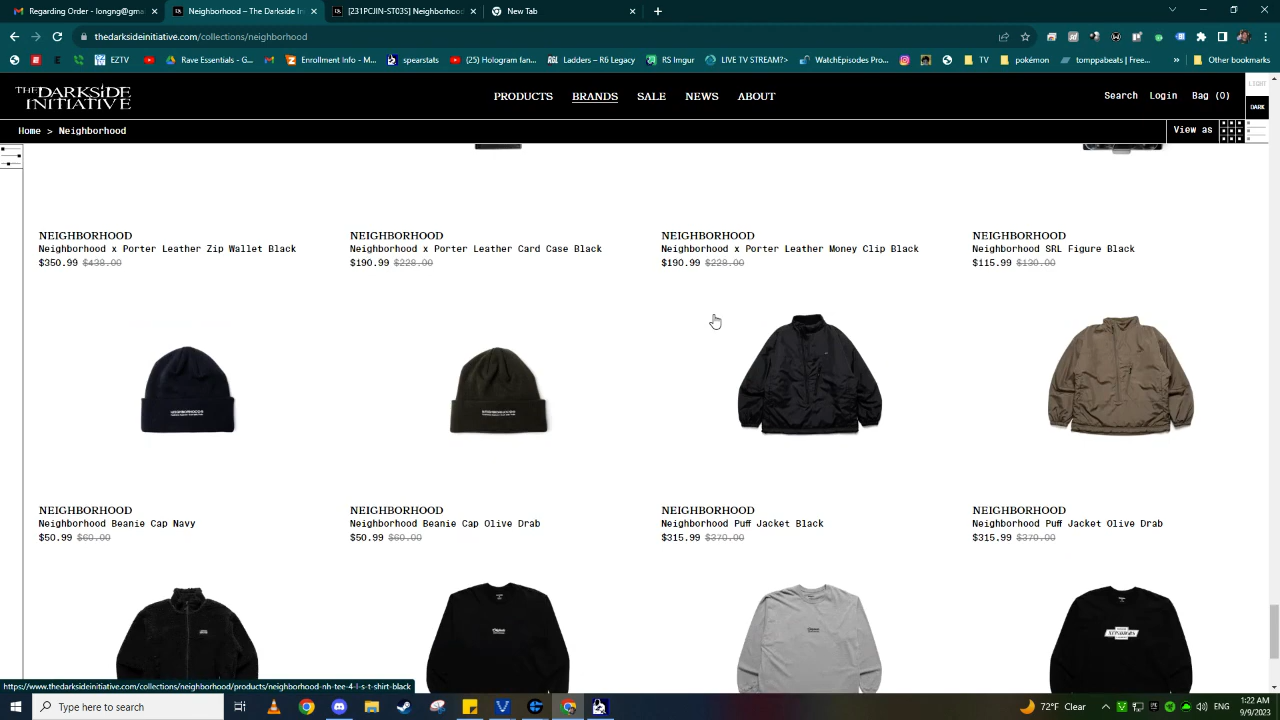 Regarding Order - longng@gmai
Neighborhood – The Darkside In
[231PCJIN-ST03S] Neighborhood
New Tab
thedarksideinitiative.com/collections/neighborhood
EZTV
Rave Essentials - G...
Enrollment Info - M...
spearstats
(25) Hologram fact...
Ladders – R6 Legacy
RS Imgur
LIVE TV STREAM?>
WatchEpisodes Pro...
TV
pokémon
tomppabeats | Free...
Other bookmarks
THE DARKSIDE INITIATIVE
PRODUCTS BRANDS SALE NEWS ABOUT
Search Login Bag (0)
LIGHT
DARK
Home > Neighborhood
View as
NEIGHBORHOOD NEIGHBORHOOD NEIGHBORHOOD NEIGHBORHOOD
Neighborhood x Porter Leather Zip Wallet Black Neighborhood x Porter Leather Card Case Black Neighborhood x Porter Leather Money Clip Black Neighborhood SRL Figure Black
$350.99 $438.00 $190.99 $228.00 $190.99 $228.00 $115.99 $130.00
NEIGHBORHOOD NEIGHBORHOOD NEIGHBORHOOD NEIGHBORHOOD
Neighborhood Beanie Cap Navy Neighborhood Beanie Cap Olive Drab Neighborhood Puff Jacket Black Neighborhood Puff Jacket Olive Drab
$50.99 $60.00 $50.99 $60.00 $315.99 $370.00 $315.99 $370.00
https://www.thedarksideinitiative.com/collections/neighborhood/products/neighborhood-nh-tee-4-l-s-t-shirt-black
Type here to search
72°F Clear
ENG
1:22 AM
9/9/2023